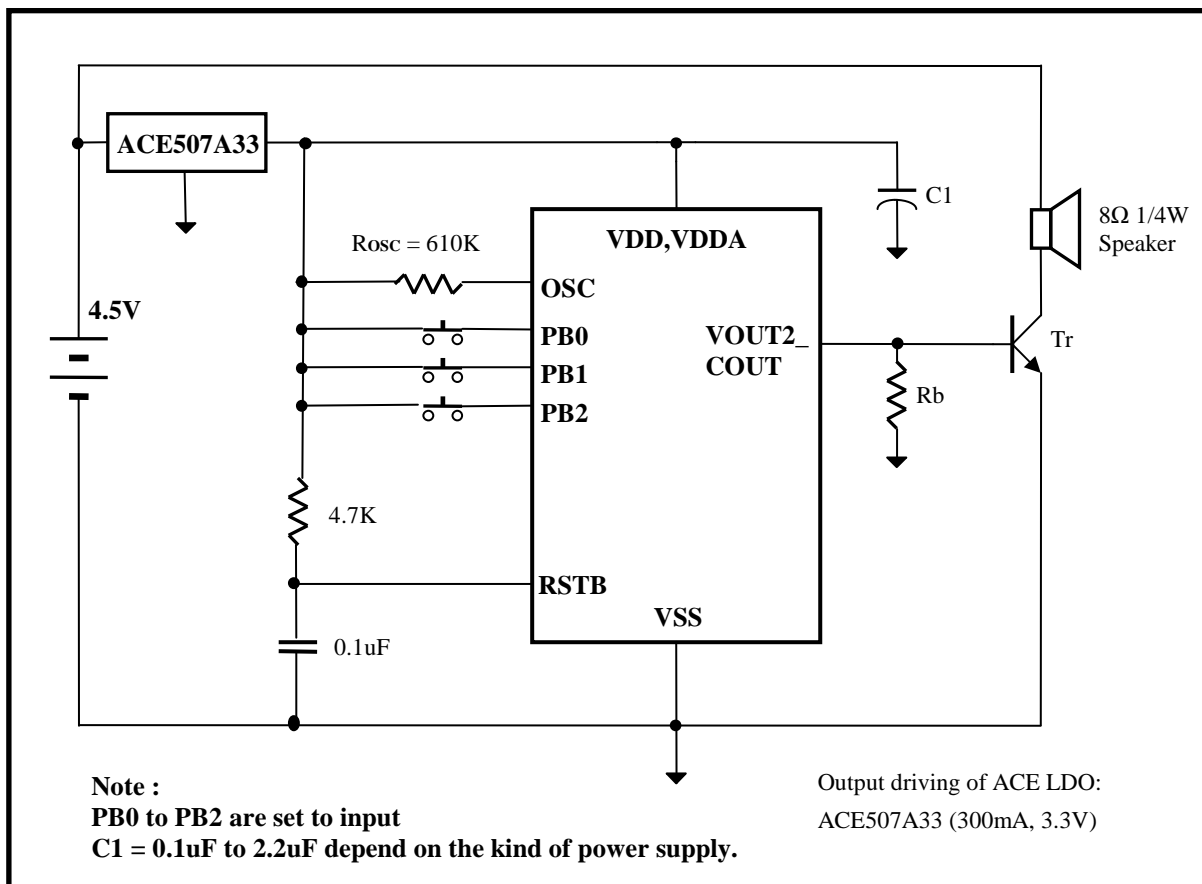 ACE507A33
C1
8Ω 1/4W
Speaker
VDD,VDDA
Rosc = 610K
OSC
4.5V
PB0
VOUT2_
COUT
Tr
PB1
Rb
PB2
4.7K
RSTB
VSS
0.1uF
Note :
PB0 to PB2 are set to input
C1 = 0.1uF to 2.2uF depend on the kind of power supply.
Output driving of ACE LDO:
ACE507A33 (300mA, 3.3V)